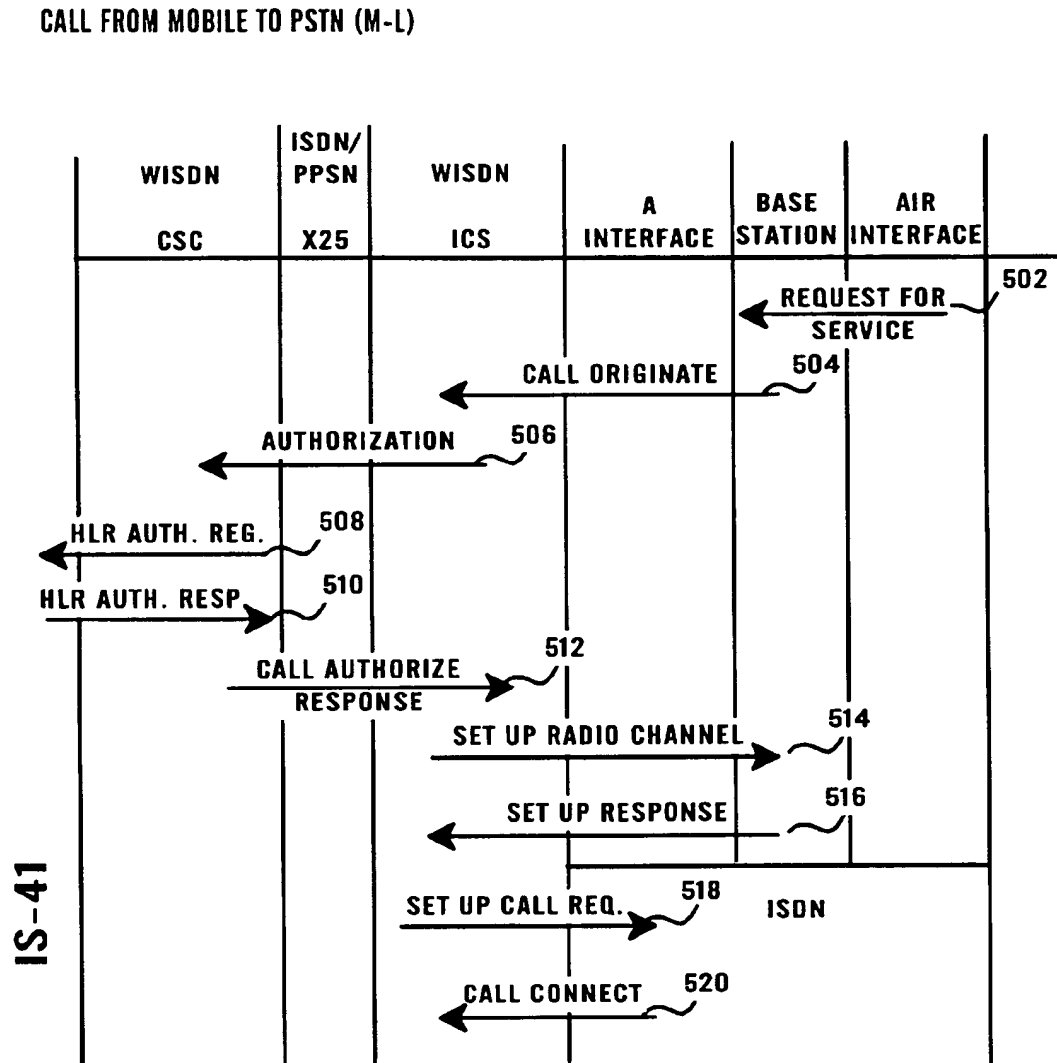 CALL FROM MOBILE TO PSTN (M-L)
ISDN/
WISDN PPSN WISDN
A BASE AIR
CSC X25 ICS INTERFACE STATION INTERFACE
502
REQUEST FOR
SERVICE
504
CALL ORIGINATE
506
AUTHORIZATION
508
HLR AUTH. REG.
510
HLR AUTH. RESP
512
CALL AUTHORIZE
RESPONSE
514
SET UP RADIO CHANNEL
516
SET UP RESPONSE
IS-41
518
SET UP CALL REQ.
ISDN
520
CALL CONNECT